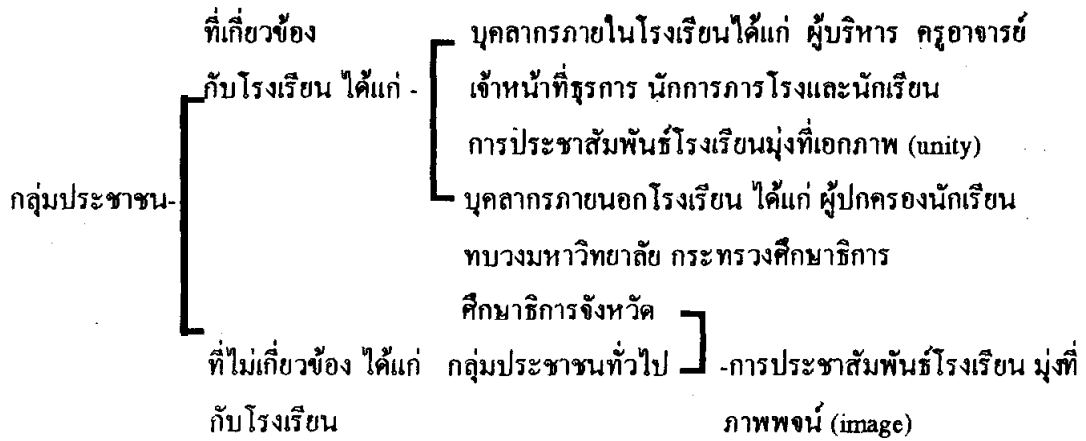 ที่เกี่ยวข้อง บุคลากรภายในโรงเรียนได้แก่ ผู้บริหาร ครูอาจารย์
กับโรงเรียน ได้แก่ - เจ้าหน้าที่ธุรการ นักการภารโรงและนักเรียน
การประชาสัมพันธ์โรงเรียนมุ่งที่เอกภาพ (unity)
กลุ่มประชาชน- บุคลากรภายนอกโรงเรียน ได้แก่ ผู้ปกครองนักเรียน
ทบวงมหาวิทยาลัย กระทรวงศึกษาธิการ
ศึกษาธิการจังหวัด
ที่ไม่เกี่ยวข้อง ได้แก่ กลุ่มประชาชนทั่วไป -การประชาสัมพันธ์โรงเรียน มุ่งที่
กับโรงเรียน ภาพพจน์ (image)